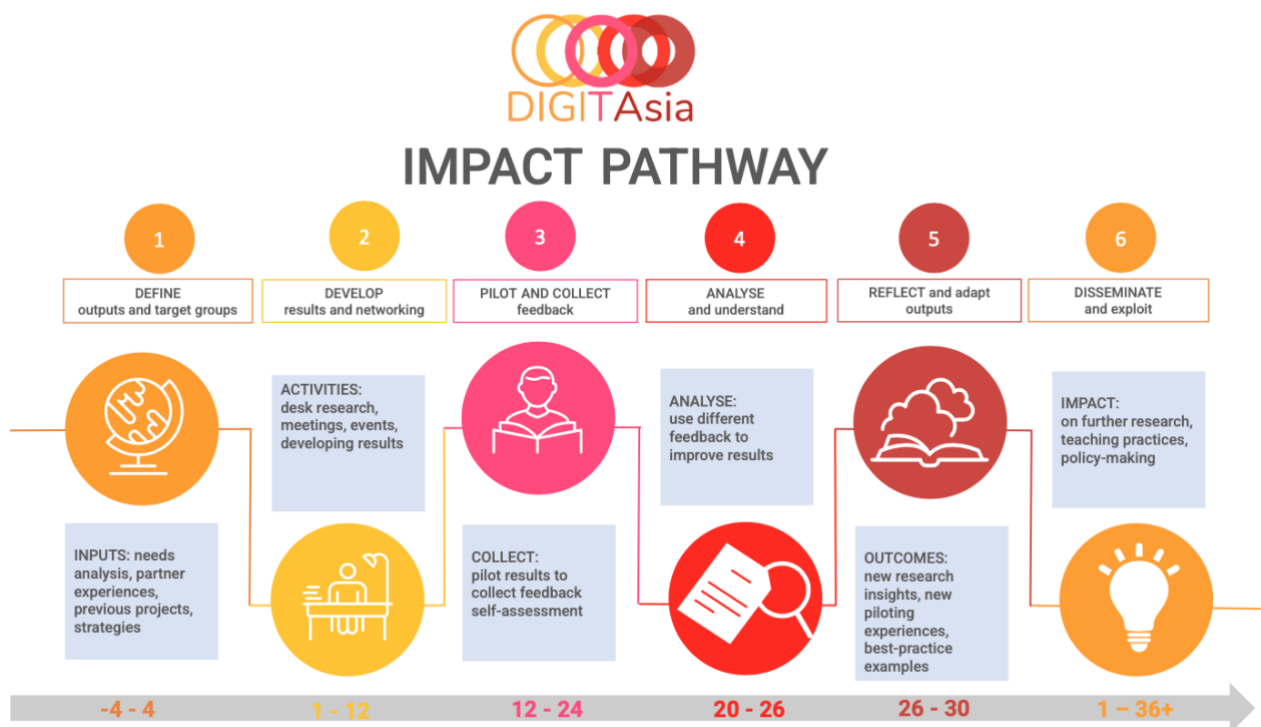 DIGITAsia
IMPACT PATHWAY
1
2
3
4
5
6
DEFINE
outputs and target groups
DEVELOP
results and networking
PILOT AND COLLECT
feedback
ANALYSE
and understand
REFLECT and adapt
outputs
DISSEMINATE
and exploit
INPUTS: needs
analysis, partner
experiences,
previous projects,
strategies
ACTIVITIES:
desk research,
meetings, events,
developing results
COLLECT:
pilot results to
collect feedback
self-assessment
ANALYSE:
use different
feedback to
improve results
OUTCOMES:
new research
insights, new
piloting
experiences,
best-practice
examples
IMPACT:
on further research,
teaching practices,
policy-making
-4 - 4
1 - 12
12 - 24
20 - 26
26 - 30
1 – 36+